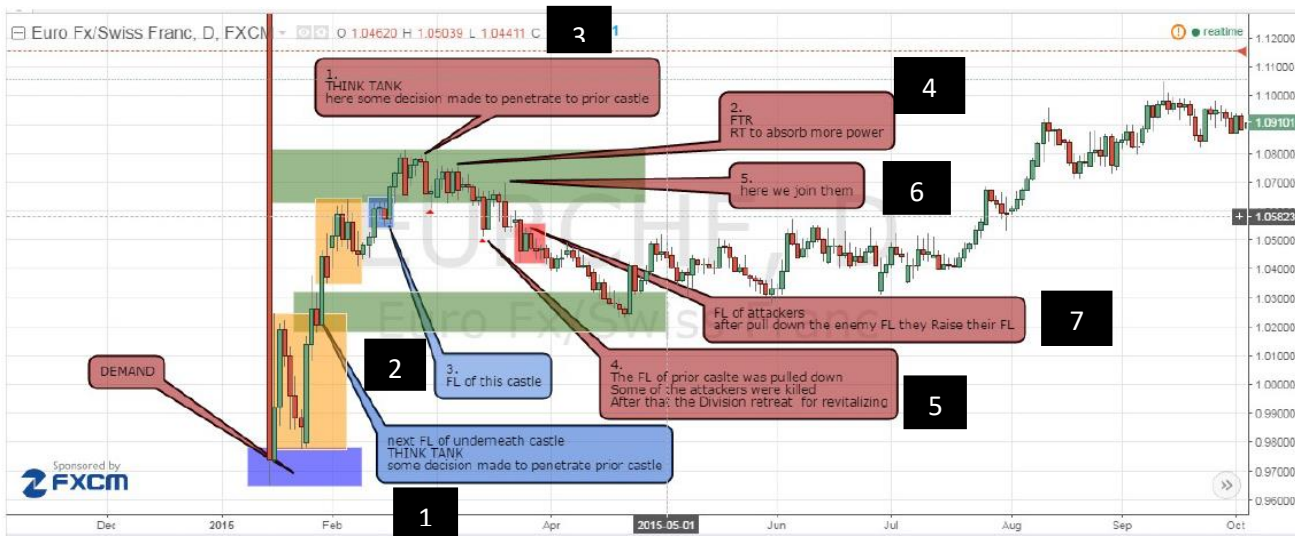 Euro Fx/Swiss Franc, D, FXCM
O 1.04620 H 1.05039 L 1.04411 C
3
1
realtime
1.12000
1.11000
1.10000
1.09101
1.08000
1.07000
1.05823
1.05000
1.04000
1.03000
1.02000
1.01000
1.00000
0.99000
0.98000
0.97000
0.96000
1.
THINK TANK
here some decision made to penetrate to prior castle
4
2.
FTR
RT to absorb more power
6
5.
here we join them
EURCHF, D
Euro Fx/Swiss Franc
7
FL of attackers
after pull down the enemy FL they Raise their FL
DEMAND
2
3.
FL of this castle
5
4.
The FL of prior caslte was pulled down
Some of the attackers were killed
After that the Division retreat for revitalizing
next FL of underneath castle
THINK TANK
some decision made to penetrate prior castle
1
Sponsored by
FXCM
Dec 2015 Feb Apr 2015-05-01 Jun Jul Aug Sep Oct